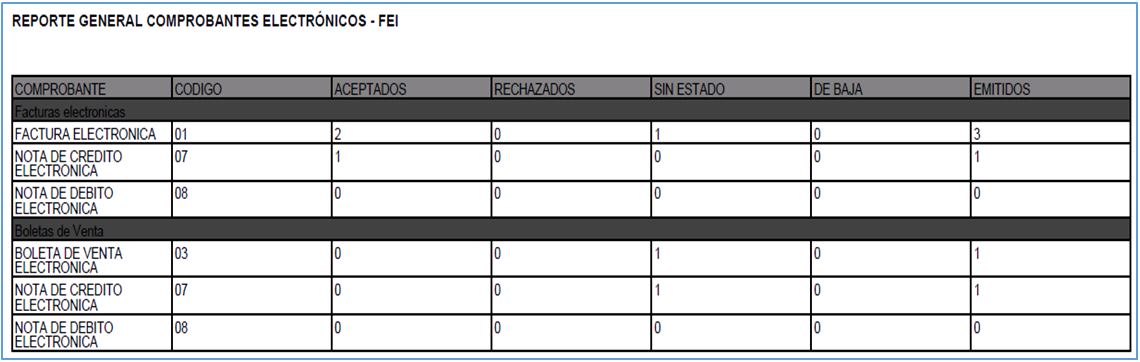 REPORTE GENERAL COMPROBANTES ELECTRÓNICOS - FEI
COMPROBANTE CODIGO ACEPTADOS RECHAZADOS SIN ESTADO DE BAJA EMITIDOS
Facturas electronicas
FACTURA ELECTRONICA 01 2 0 1 0 3
NOTA DE CREDITO 07 1 0 0 0 1
ELECTRONICA
NOTA DE DEBITO 08 0 0 0 0 0
ELECTRONICA
Boletas de Venta
BOLETA DE VENTA 03 0 0 1 0 1
ELECTRONICA
NOTA DE CREDITO 07 0 0 1 0 1
ELECTRONICA
NOTA DE DEBITO 08 0 0 0 0 0
ELECTRONICA